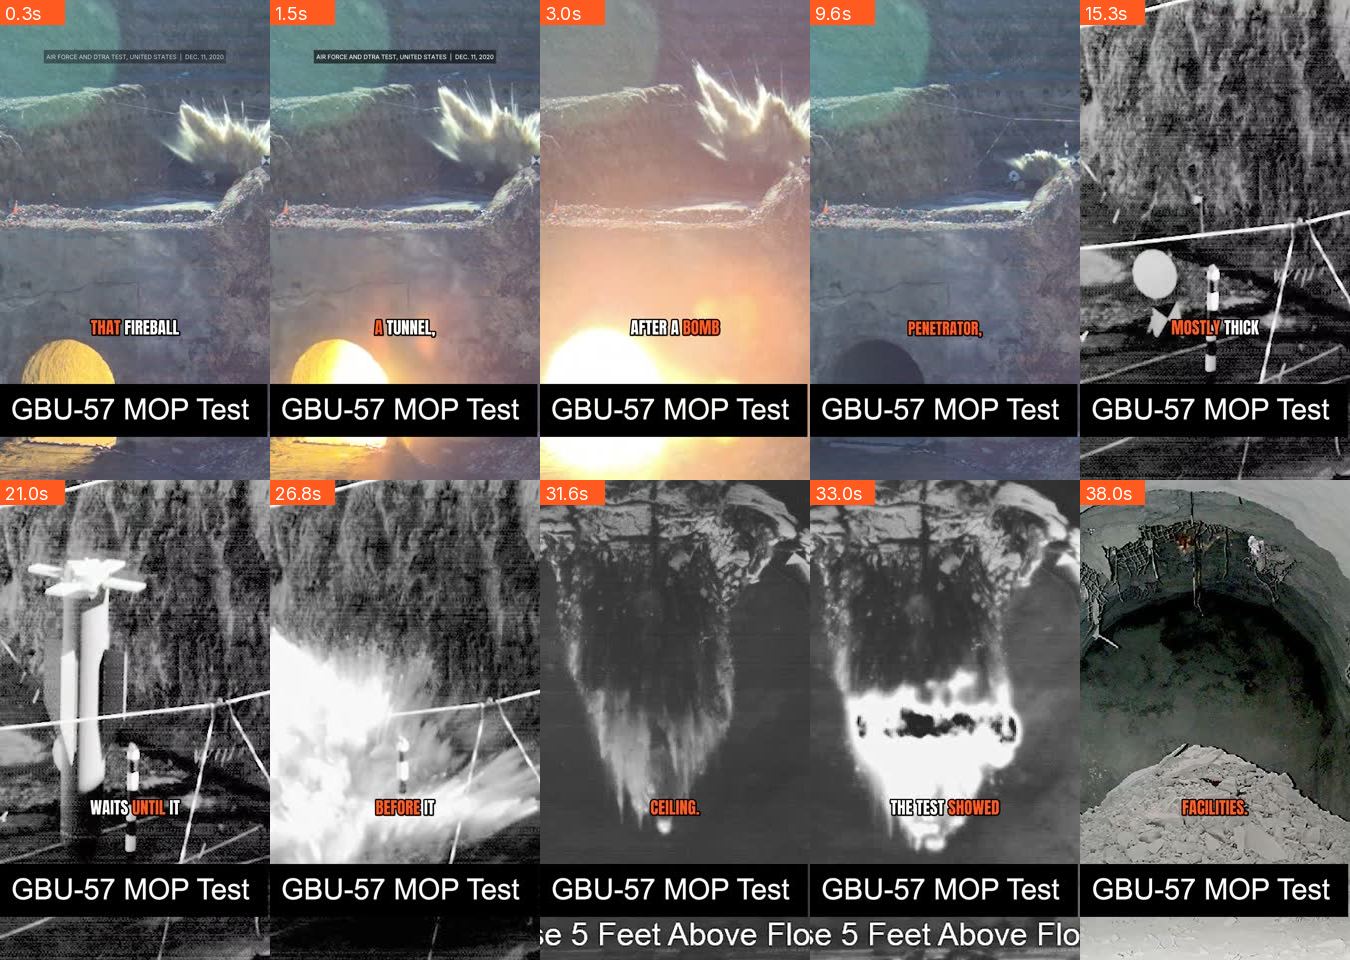 0.3s
AIR FORCE AND DTRA TEST, UNITED STATES | DEC. 11, 2020
THAT FIREBALL
GBU-57 MOP Test
1.5s
AIR FORCE AND DTRA TEST, UNITED STATES | DEC. 11, 2020
A TUNNEL,
GBU-57 MOP Test
3.0s
AFTER A BOMB
GBU-57 MOP Test
9.6s
PENETRATOR,
GBU-57 MOP Test
15.3s
MOSTLY THICK
GBU-57 MOP Test
21.0s
WAITS UNTIL IT
GBU-57 MOP Test
26.8s
BEFORE IT
GBU-57 MOP Test
31.6s
CEILING.
GBU-57 MOP Test
se 5 Feet Above Flo
33.0s
THE TEST SHOWED
GBU-57 MOP Test
se 5 Feet Above Flo
38.0s
FACILITIES.
GBU-57 MOP Test